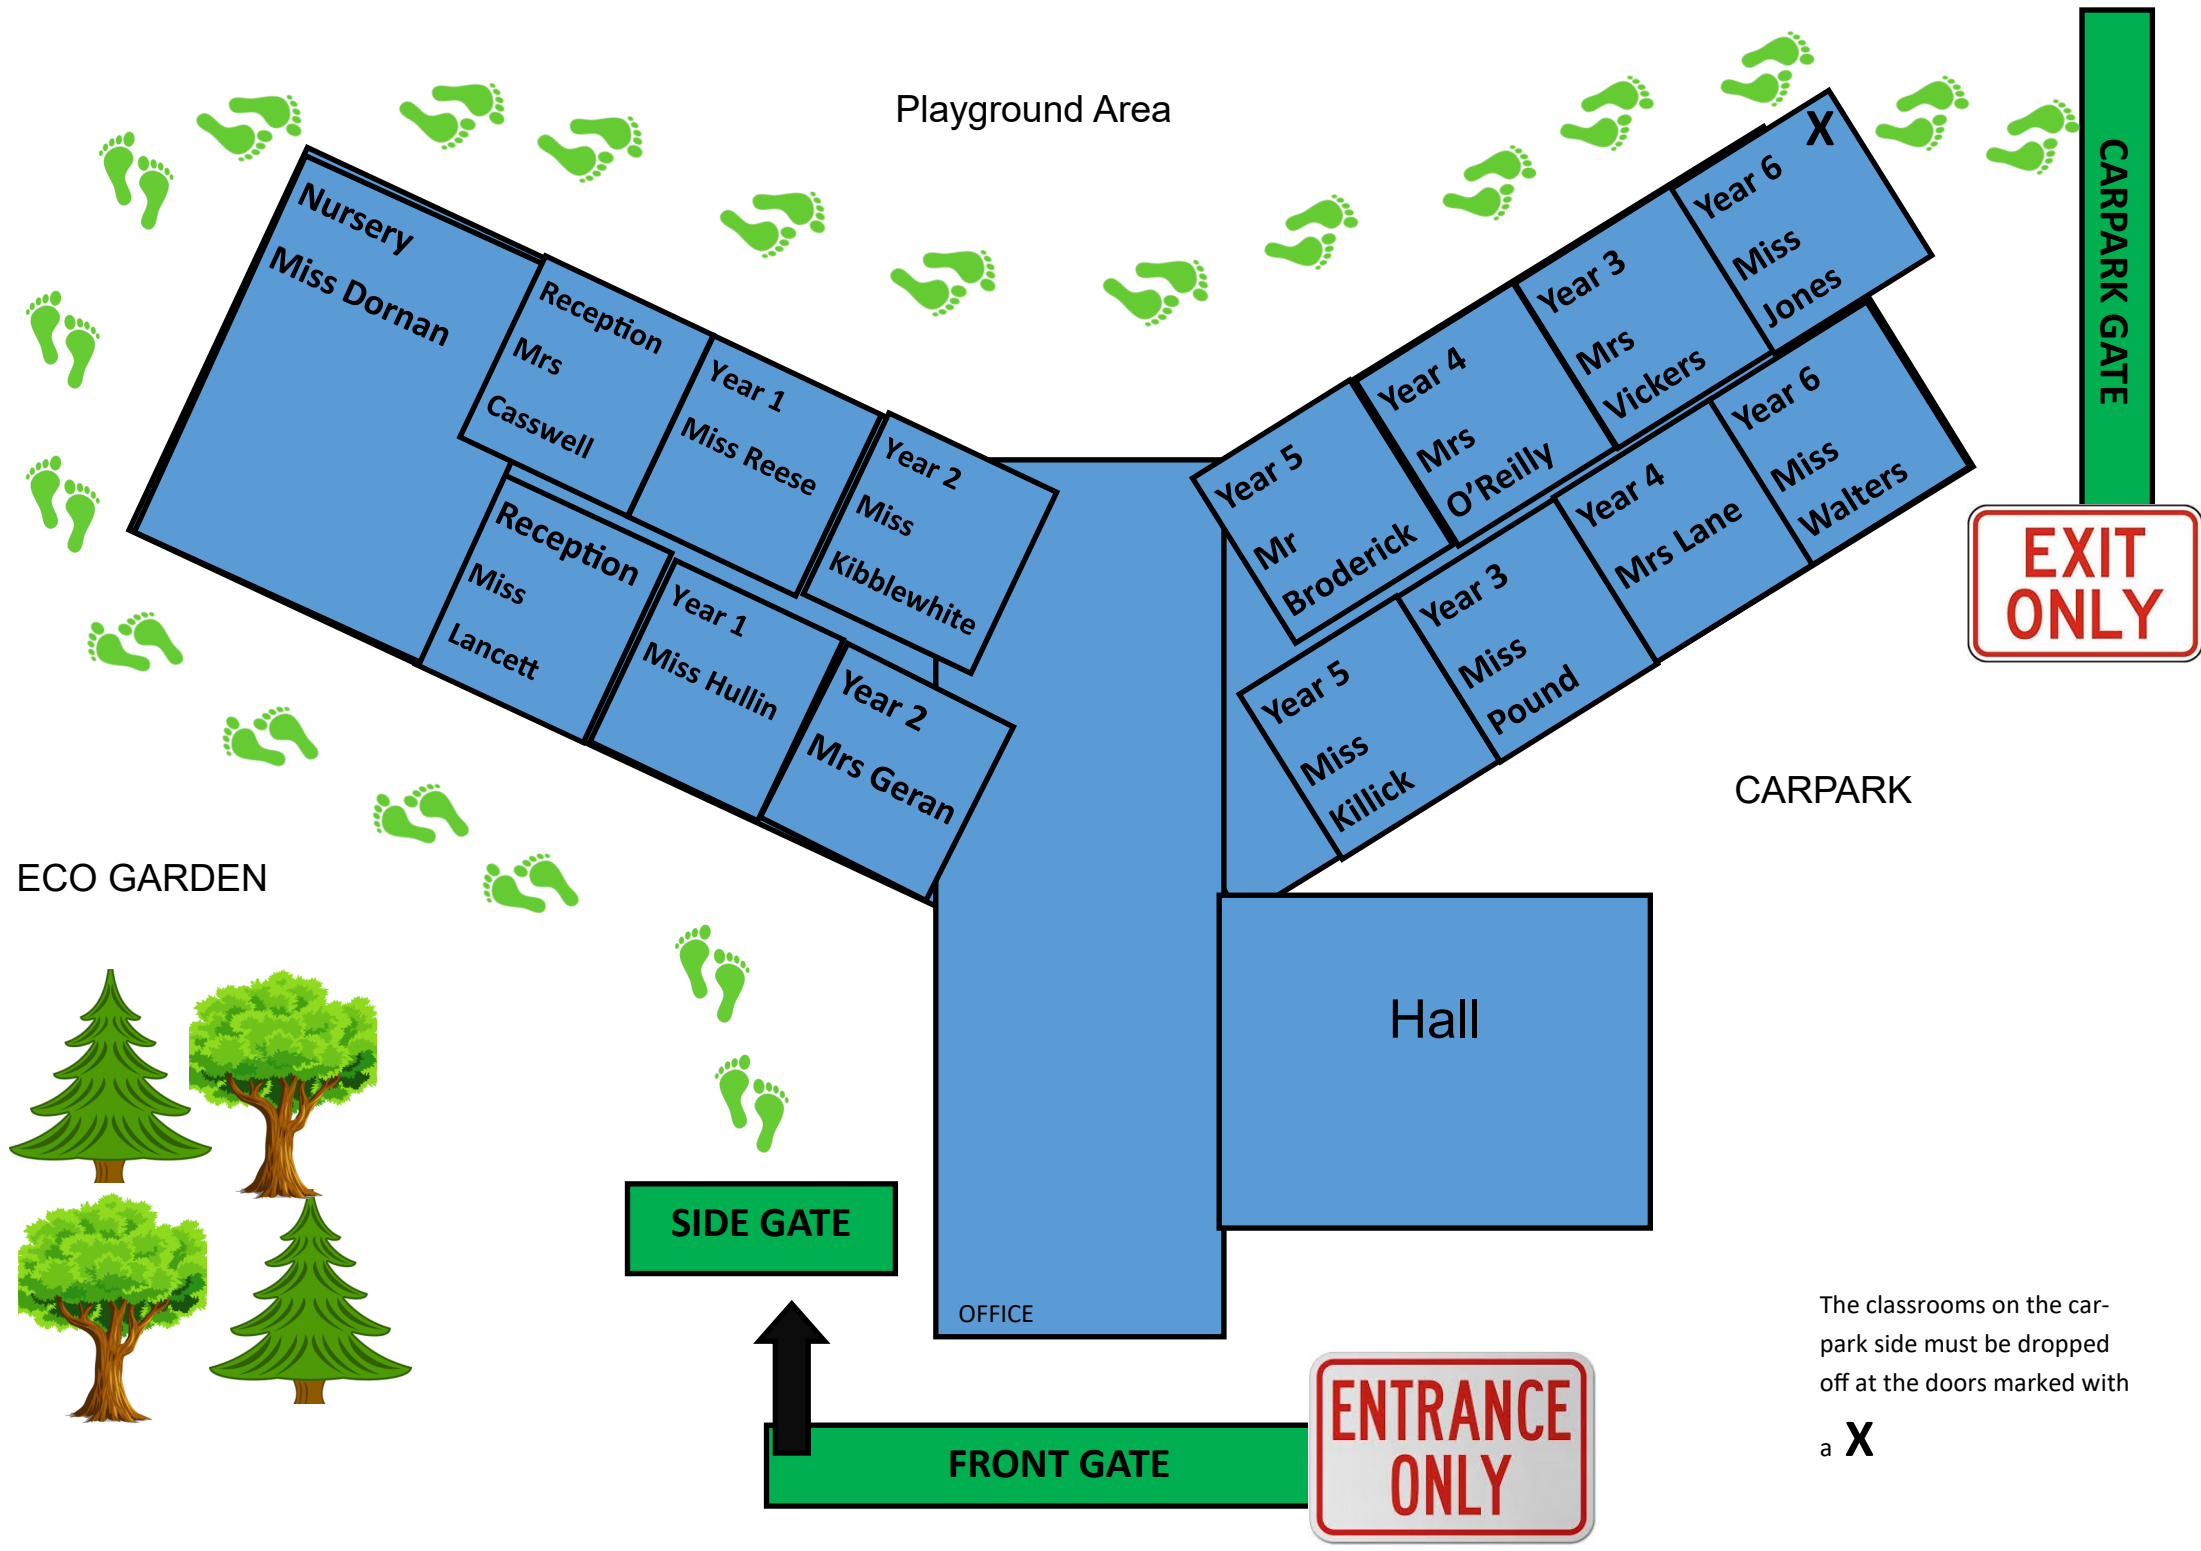 Playground Area
X
CARPARK GATE
EXIT
ONLY
Nursery
Miss Dornan
Reception
Mrs
Casswell
Year 1
Miss Reese
Year 2
Miss
Kibblewhite
Reception
Miss
Lancett
Year 1
Miss Hullin
Year 2
Mrs Geran
Year 5
Mr
Broderick
Year 4
Mrs
O’Reilly
Year 3
Mrs
Vickers
Year 6
Miss
Jones
Year 5
Miss
Killick
Year 3
Miss
Pound
Year 4
Mrs Lane
Year 6
Miss
Walters
CARPARK
ECO GARDEN
Hall
SIDE GATE
OFFICE
FRONT GATE
ENTRANCE
ONLY
The classrooms on the car-
park side must be dropped
off at the doors marked with
a X